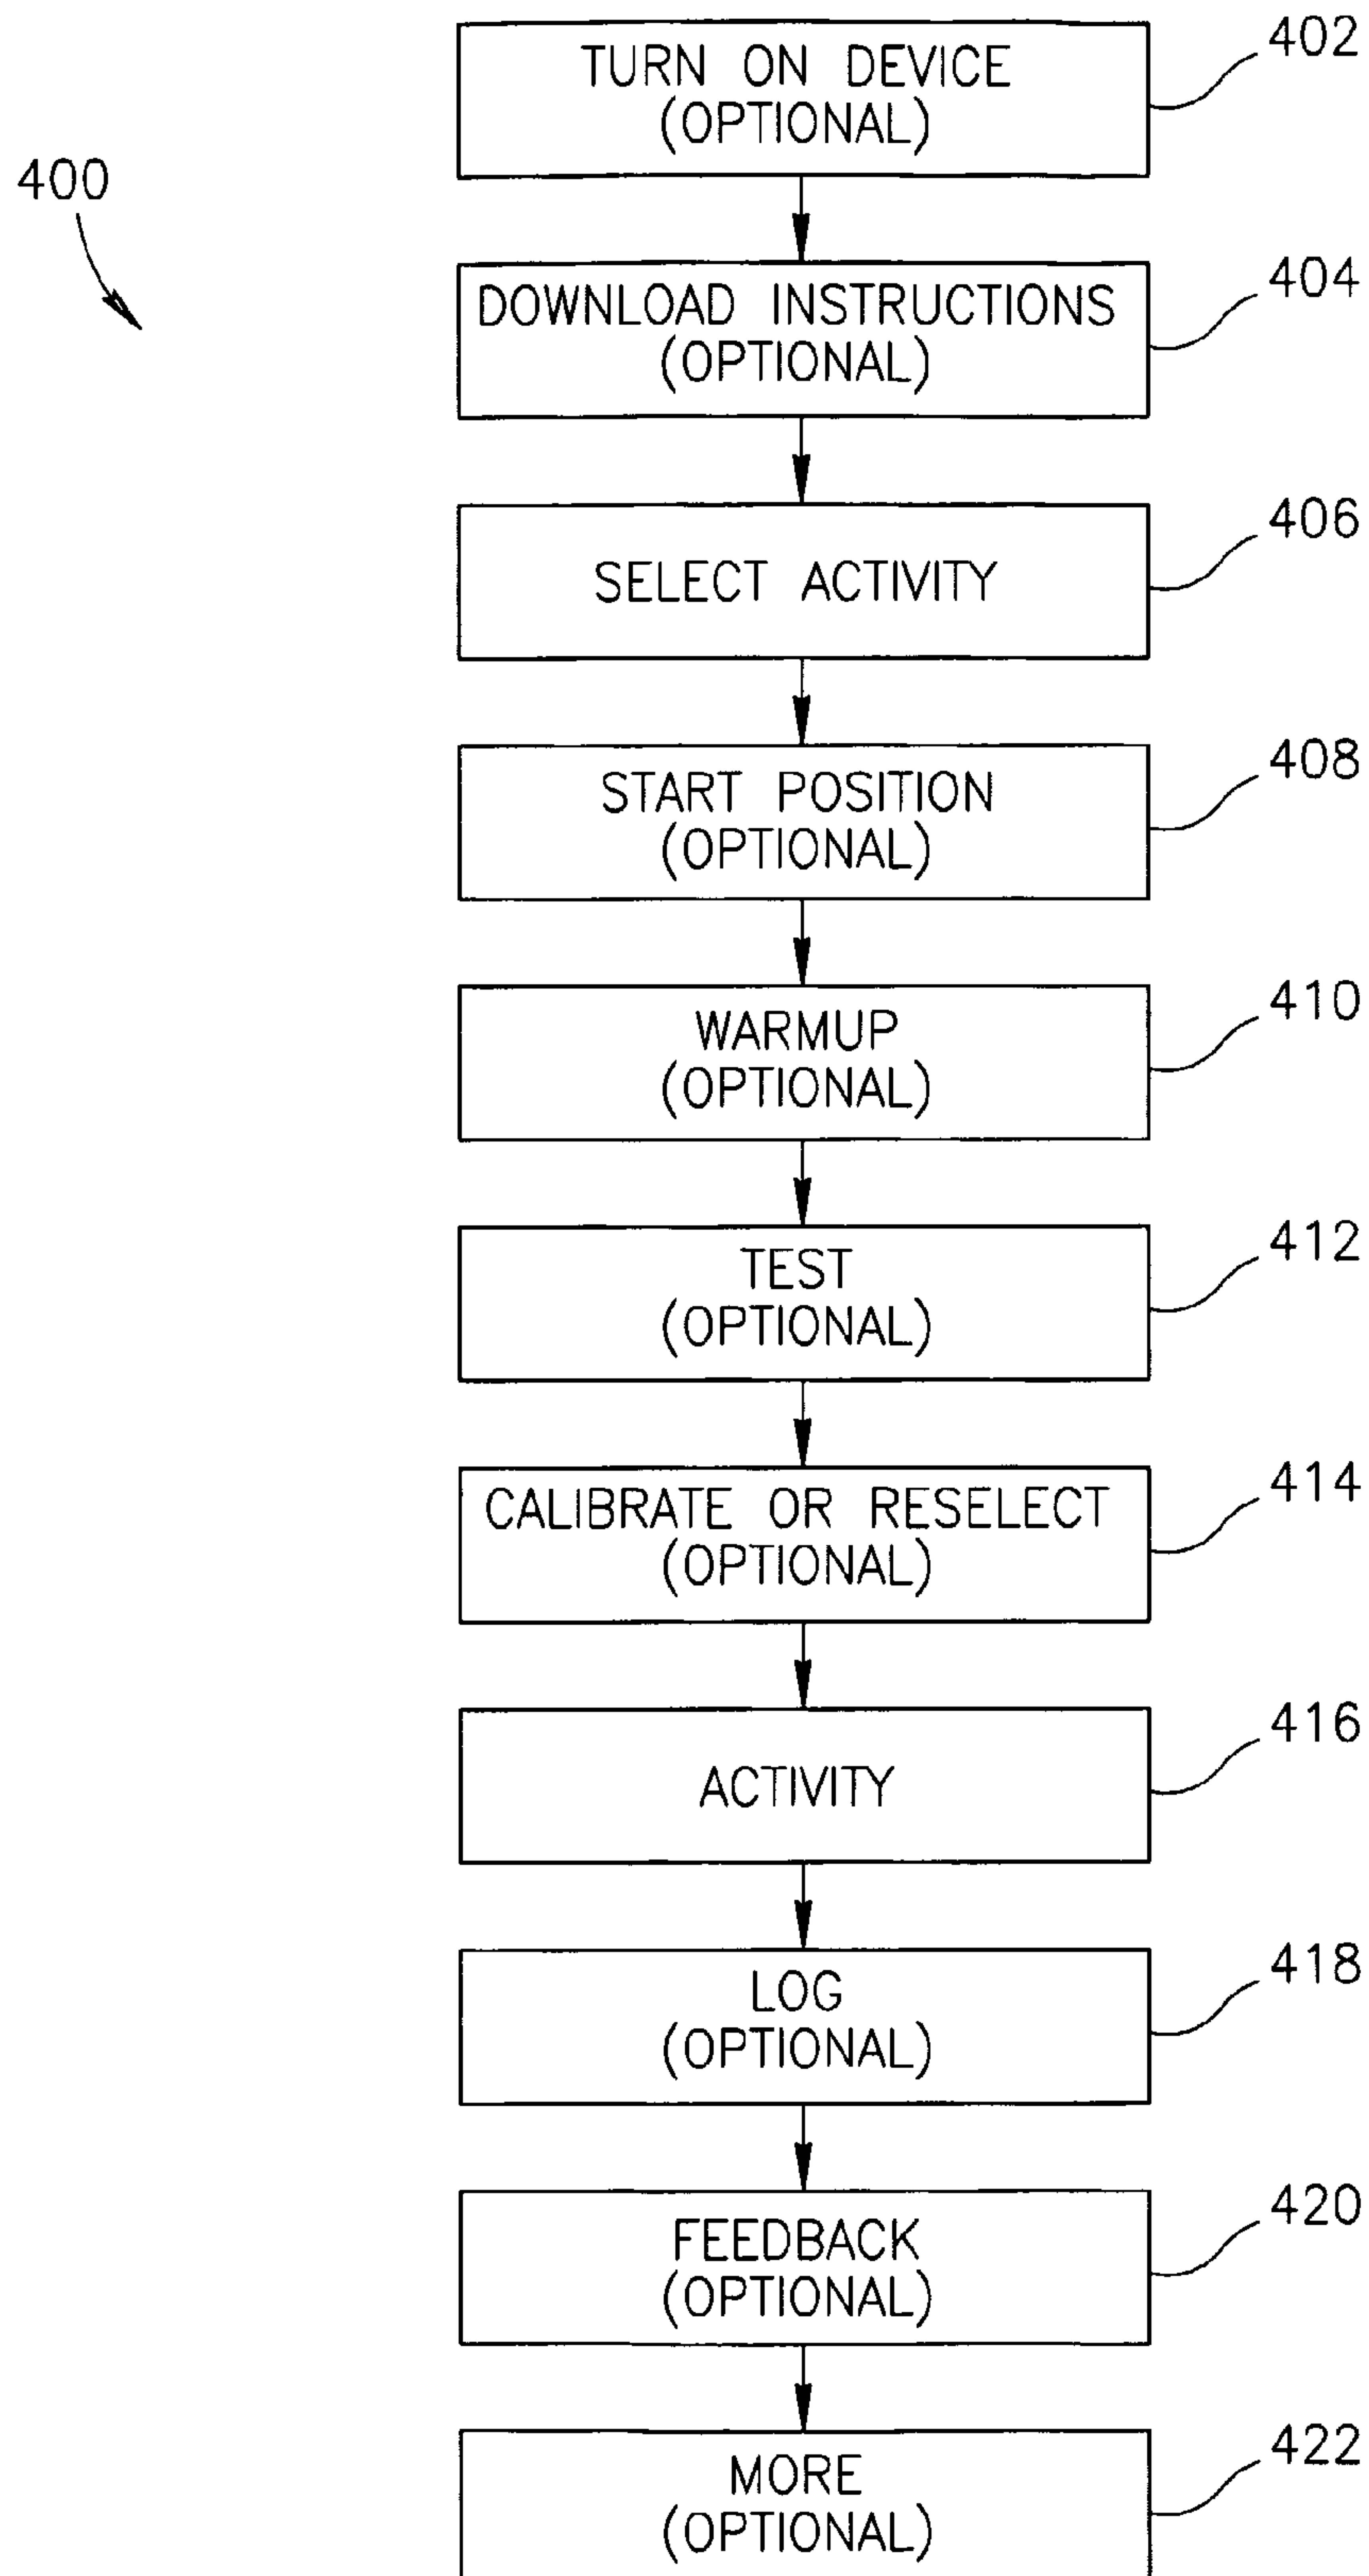 TURN ON DEVICE
(OPTIONAL)
402
400
DOWNLOAD INSTRUCTIONS
(OPTIONAL)
404
SELECT ACTIVITY
406
START POSITION
(OPTIONAL)
408
WARMUP
(OPTIONAL)
410
TEST
(OPTIONAL)
412
CALIBRATE OR RESELECT
(OPTIONAL)
414
ACTIVITY
416
LOG
(OPTIONAL)
418
FEEDBACK
(OPTIONAL)
420
MORE
(OPTIONAL)
422